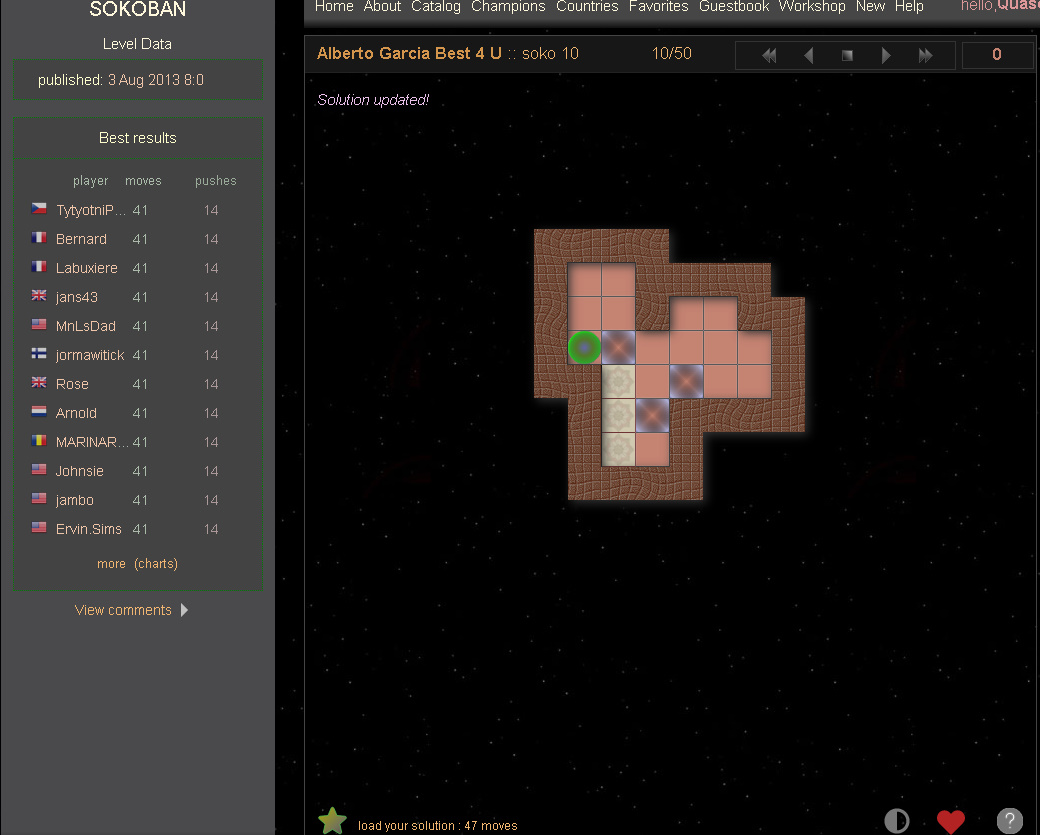 SOKOBAN
Level Data
published: 3 Aug 2013 8:0
Best results
player moves pushes
TytyotniP... 41 14
Bernard 41 14
Labuxiere 41 14
jans43 41 14
MnLsDad 41 14
jormawitick 41 14
Rose 41 14
Arnold 41 14
MARINAR... 41 14
Johnsie 41 14
jambo 41 14
Ervin.Sims 41 14
more (charts)
View comments
Home About Catalog Champions Countries Favorites Guestbook Workshop New Help hello,Quaso
Alberto Garcia Best 4 U :: soko 10 10/50 0
Solution updated!
load your solution : 47 moves
?